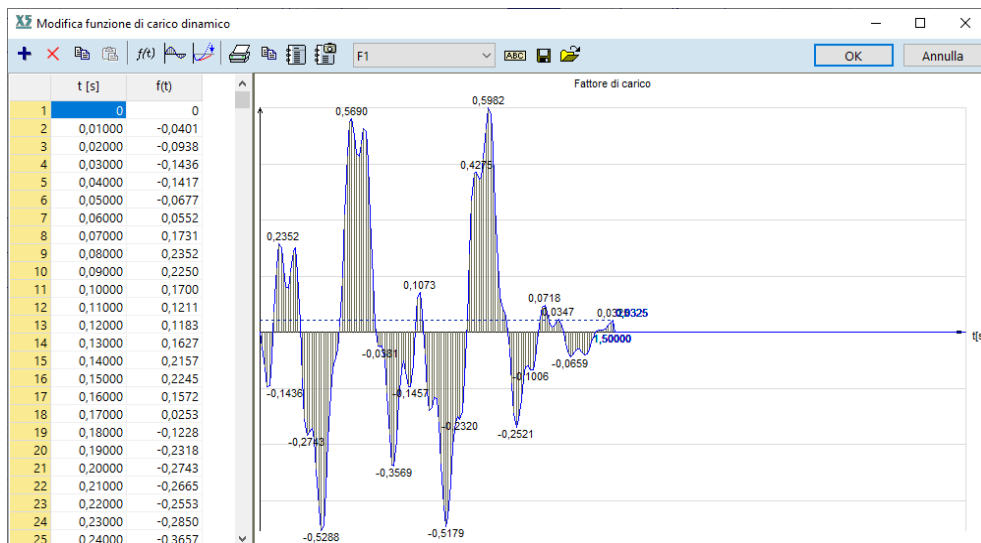 X5 Modifica funzione di carico dinamico
f(t) F1 ABC OK Annulla
t [s] f(t)
1 0 0
2 0,01000 -0,0401
3 0,02000 -0,0938
4 0,03000 -0,1436
5 0,04000 -0,1417
6 0,05000 -0,0677
7 0,06000 0,0552
8 0,07000 0,1731
9 0,08000 0,2352
10 0,09000 0,2250
11 0,10000 0,1700
12 0,11000 0,1211
13 0,12000 0,1183
14 0,13000 0,1627
15 0,14000 0,2157
16 0,15000 0,2245
17 0,16000 0,1572
18 0,17000 0,0253
19 0,18000 -0,1228
20 0,19000 -0,2318
21 0,20000 -0,2743
22 0,21000 -0,2665
23 0,22000 -0,2553
24 0,23000 -0,2850
25 0,24000 -0,3657
Fattore di carico
0,5982
0,5690
0,4275
0,2352
0,1073
0,0718
0,0347
0,0325
t[s
1,50000
-0,0381
-0,0659
-0,1006
-0,1436
-0,1457
-0,2320
-0,2521
-0,2743
-0,3569
-0,5179
-0,5288